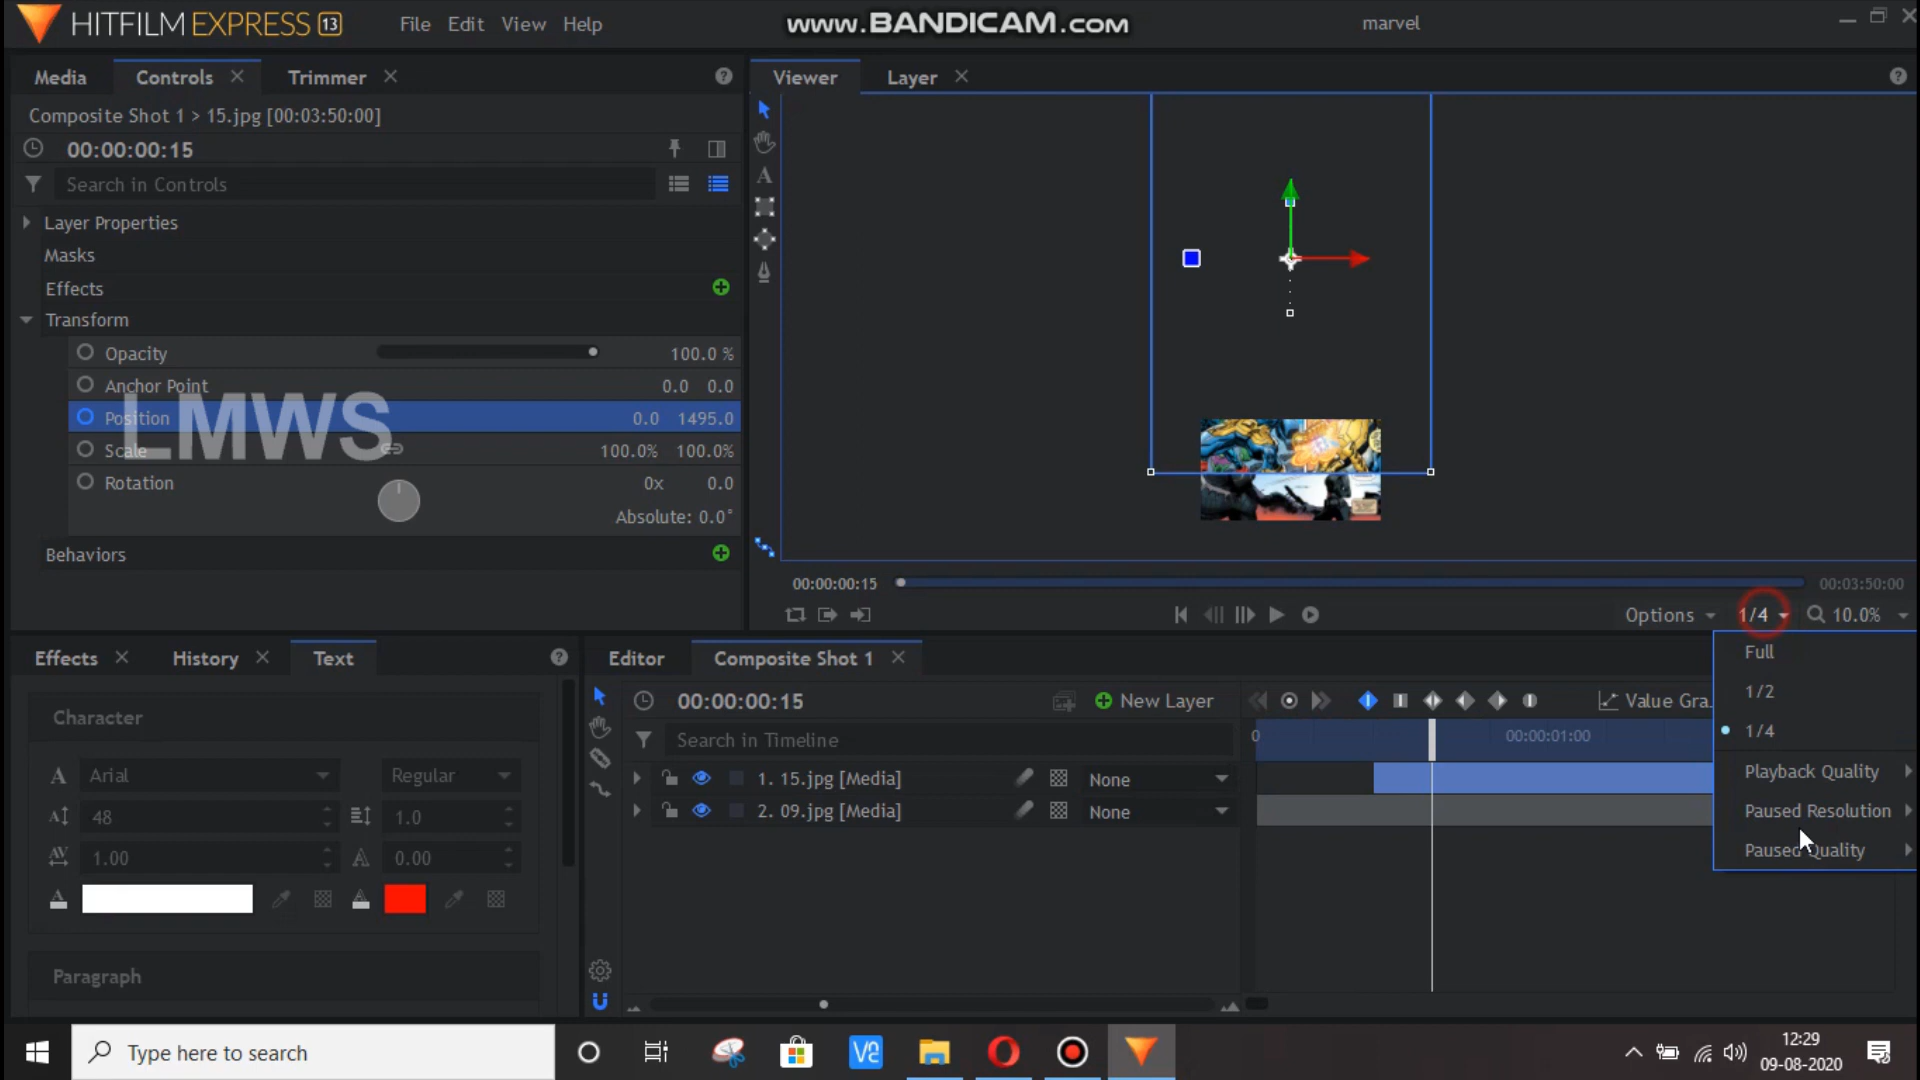 HITFILM EXPRESS 13
File Edit View Help
www.BANDICAM.com
marvel
Media Controls Trimmer
Viewer Layer
Composite Shot 1 > 15.jpg [00:03:50:00]
00:00:00:15
Search in Controls
Layer Properties
Masks
Effects
Transform
Opacity 100.0 %
Anchor Point 0.0 0.0
Position 0.0 1495.0
Scale 100.0% 100.0%
Rotation 0x 0.0
Absolute: 0.0°
Behaviors
LMWS
00:00:00:15 00:03:50:00
Options 1/4 10.0%
Full
1/2
1/4
Playback Quality
Paused Resolution
Paused Quality
Effects History Text
Character
A Arial Regular
48 1.0
1.00 0.00
Paragraph
Editor Composite Shot 1
00:00:00:15 New Layer Value Gra
Search in Timeline
0 00:00:01:00
1. 15.jpg [Media] None
2. 09.jpg [Media] None
Type here to search
12:29
09-08-2020